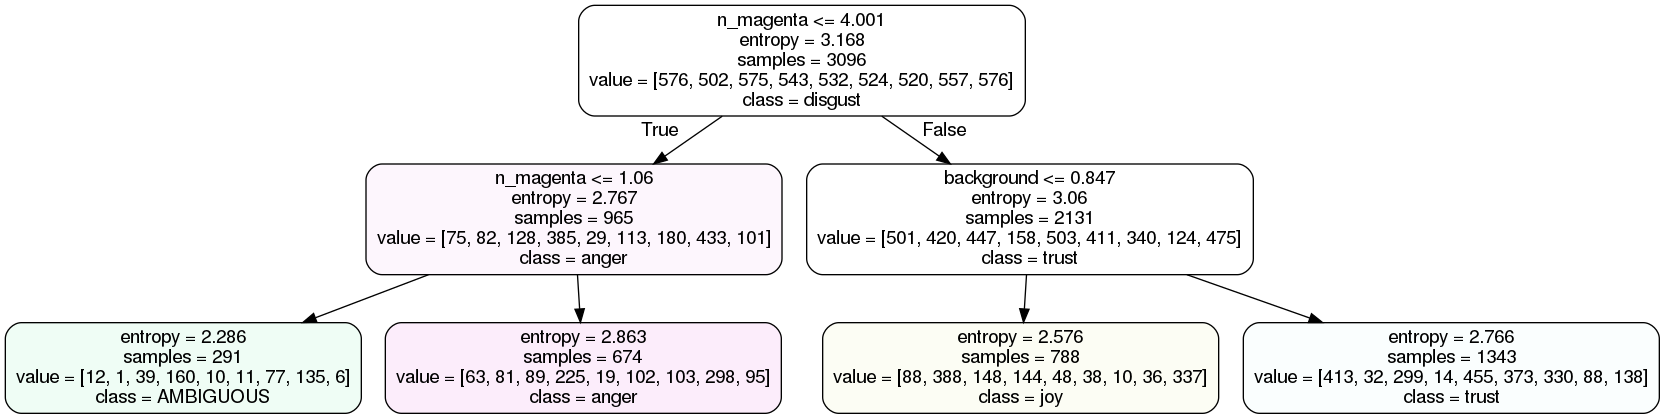 n_magenta <= 4.001
entropy = 3.168
samples = 3096
value = [576, 502, 575, 543, 532, 524, 520, 557, 576]
class = disgust
True
False
n_magenta <= 1.06
entropy = 2.767
samples = 965
value = [75, 82, 128, 385, 29, 113, 180, 433, 101]
class = anger
background <= 0.847
entropy = 3.06
samples = 2131
value = [501, 420, 447, 158, 503, 411, 340, 124, 475]
class = trust
entropy = 2.286
samples = 291
value = [12, 1, 39, 160, 10, 11, 77, 135, 6]
class = AMBIGUOUS
entropy = 2.863
samples = 674
value = [63, 81, 89, 225, 19, 102, 103, 298, 95]
class = anger
entropy = 2.576
samples = 788
value = [88, 388, 148, 144, 48, 38, 10, 36, 337]
class = joy
entropy = 2.766
samples = 1343
value = [413, 32, 299, 14, 455, 373, 330, 88, 138]
class = trust